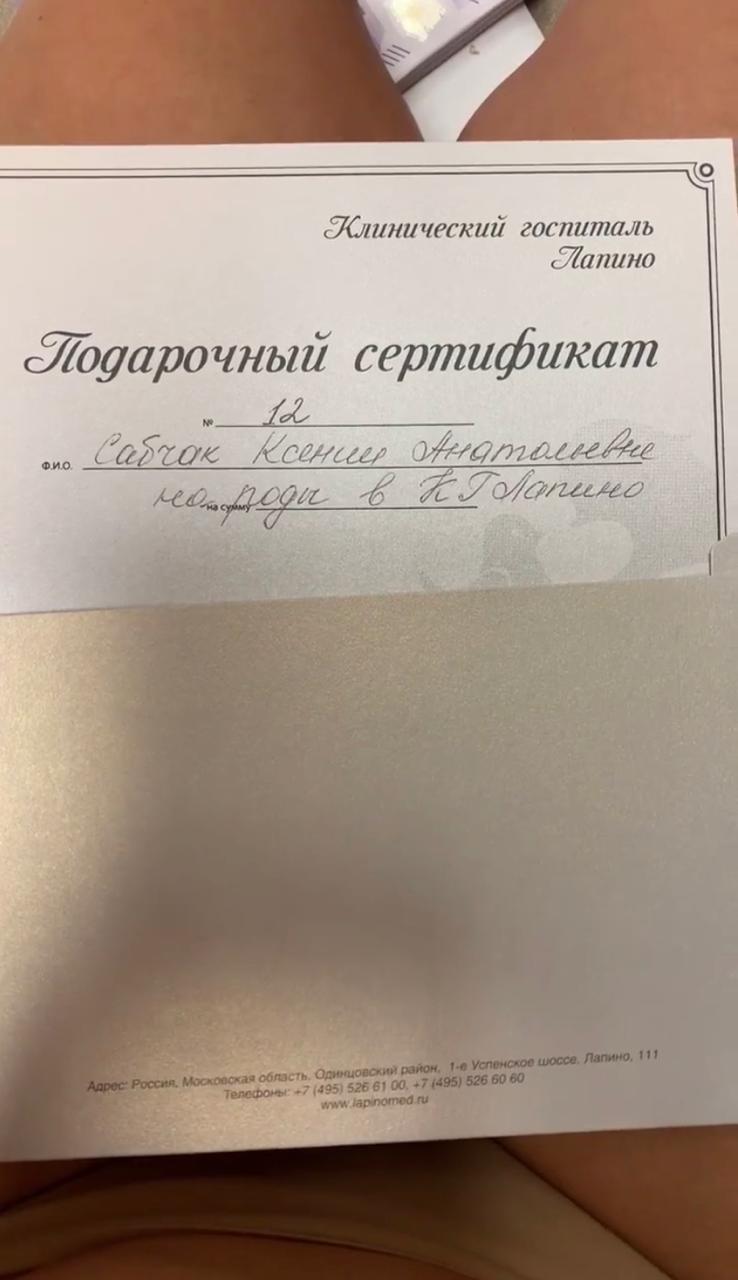 Клинический госпиталь
Лапино
Подарочный сертификат
№ 12
Ф.И.О. Сабчак Ксении Анатольевне
на сумму на роды в КГ Лапино
Адрес: Россия, Московская область, Одинцовский район, 1-е Успенское шоссе, Лапино, 111
Телефоны: +7 (495) 526 61 00, +7 (495) 526 60 60
www.lapinomed.ru